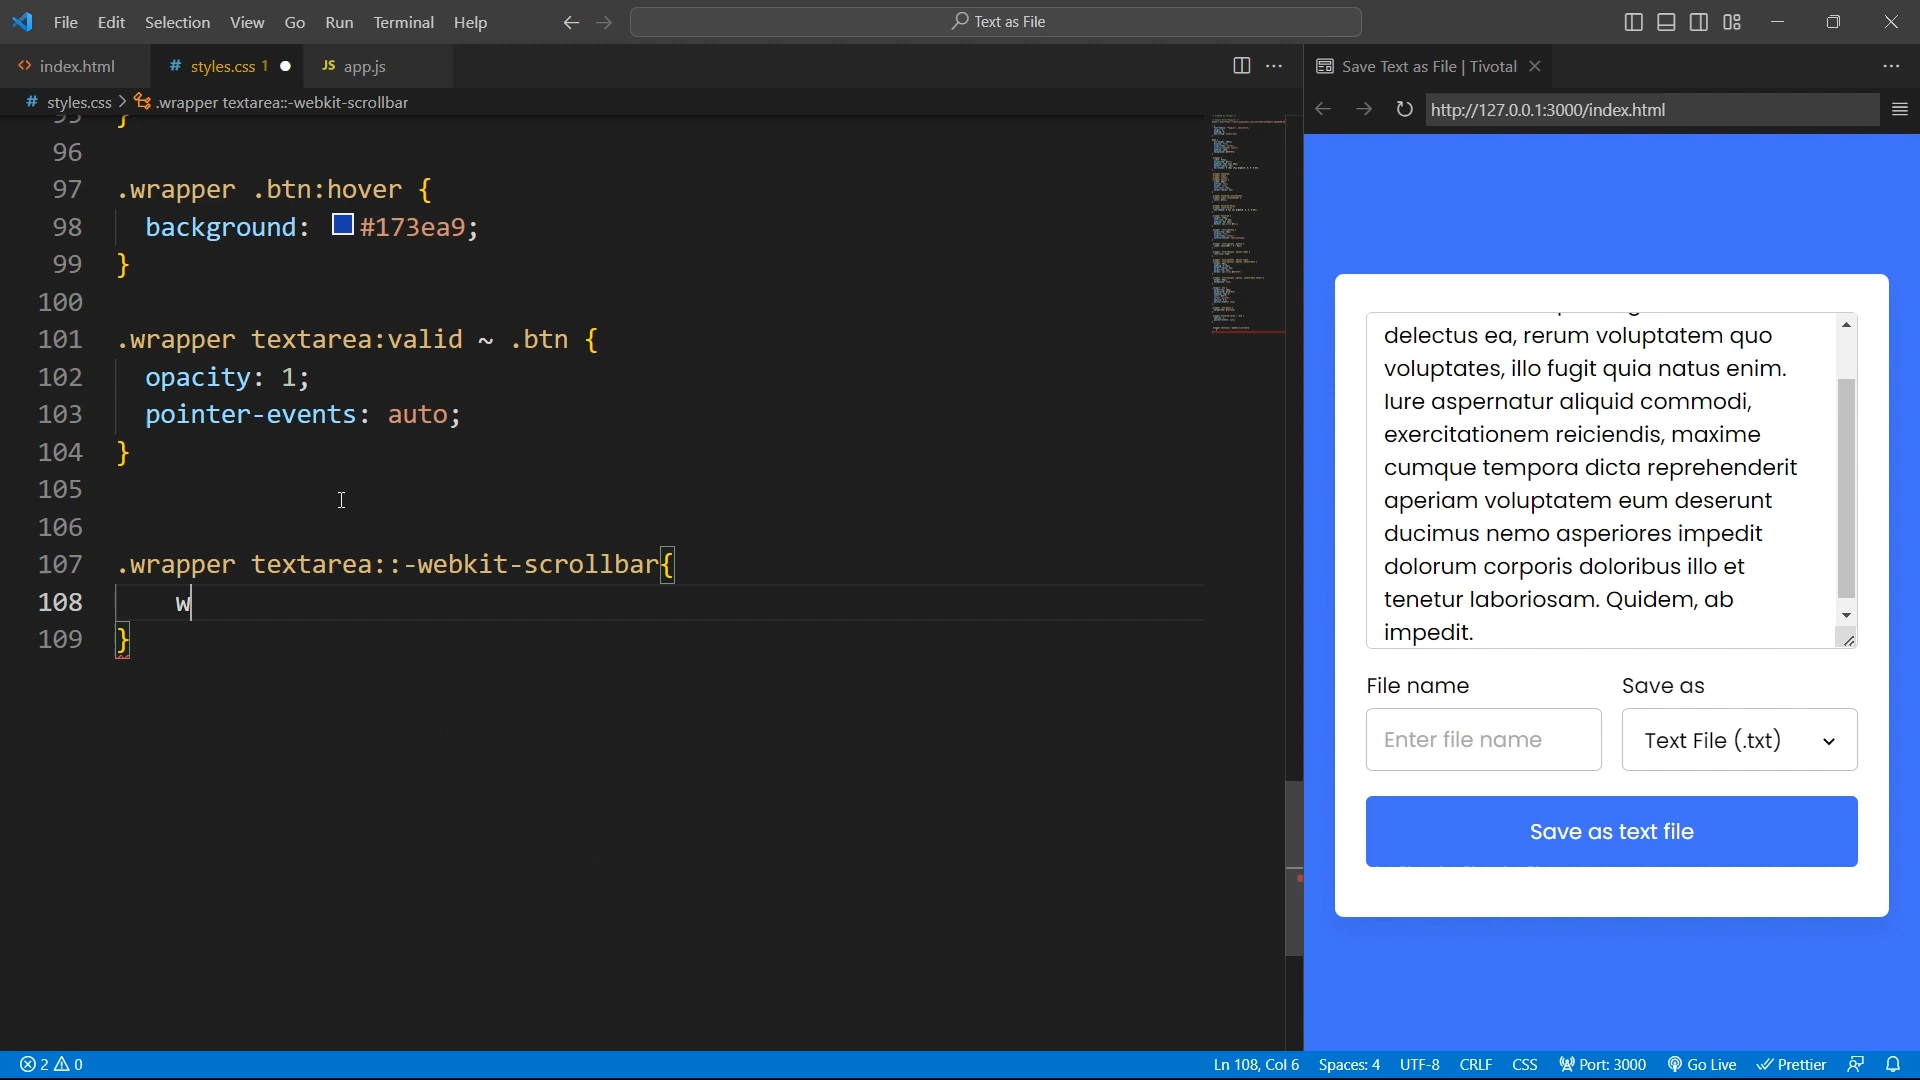 File Edit Selection View Go Run Terminal Help
Text as File
index.html
styles.css 1
JS app.js
Save Text as File | Tivotal
# styles.css > .wrapper textarea::-webkit-scrollbar
http://127.0.0.1:3000/index.html
95 }
96
97 .wrapper .btn:hover {
98 background: #173ea9;
99 }
100
101 .wrapper textarea:valid ~ .btn {
102 opacity: 1;
103 pointer-events: auto;
104 }
105
106
107 .wrapper textarea::-webkit-scrollbar{
108 w
109 }
delectus ea, rerum voluptatem quo
voluptates, illo fugit quia natus enim.
Iure aspernatur aliquid commodi,
exercitationem reiciendis, maxime
cumque tempora dicta reprehenderit
aperiam voluptatem eum deserunt
ducimus nemo asperiores impedit
dolorum corporis doloribus illo et
tenetur laboriosam. Quidem, ab
impedit.
File name
Save as
Enter file name
Text File (.txt)
Save as text file
2 0
Ln 108, Col 6 Spaces: 4 UTF-8 CRLF CSS Port: 3000 Go Live Prettier